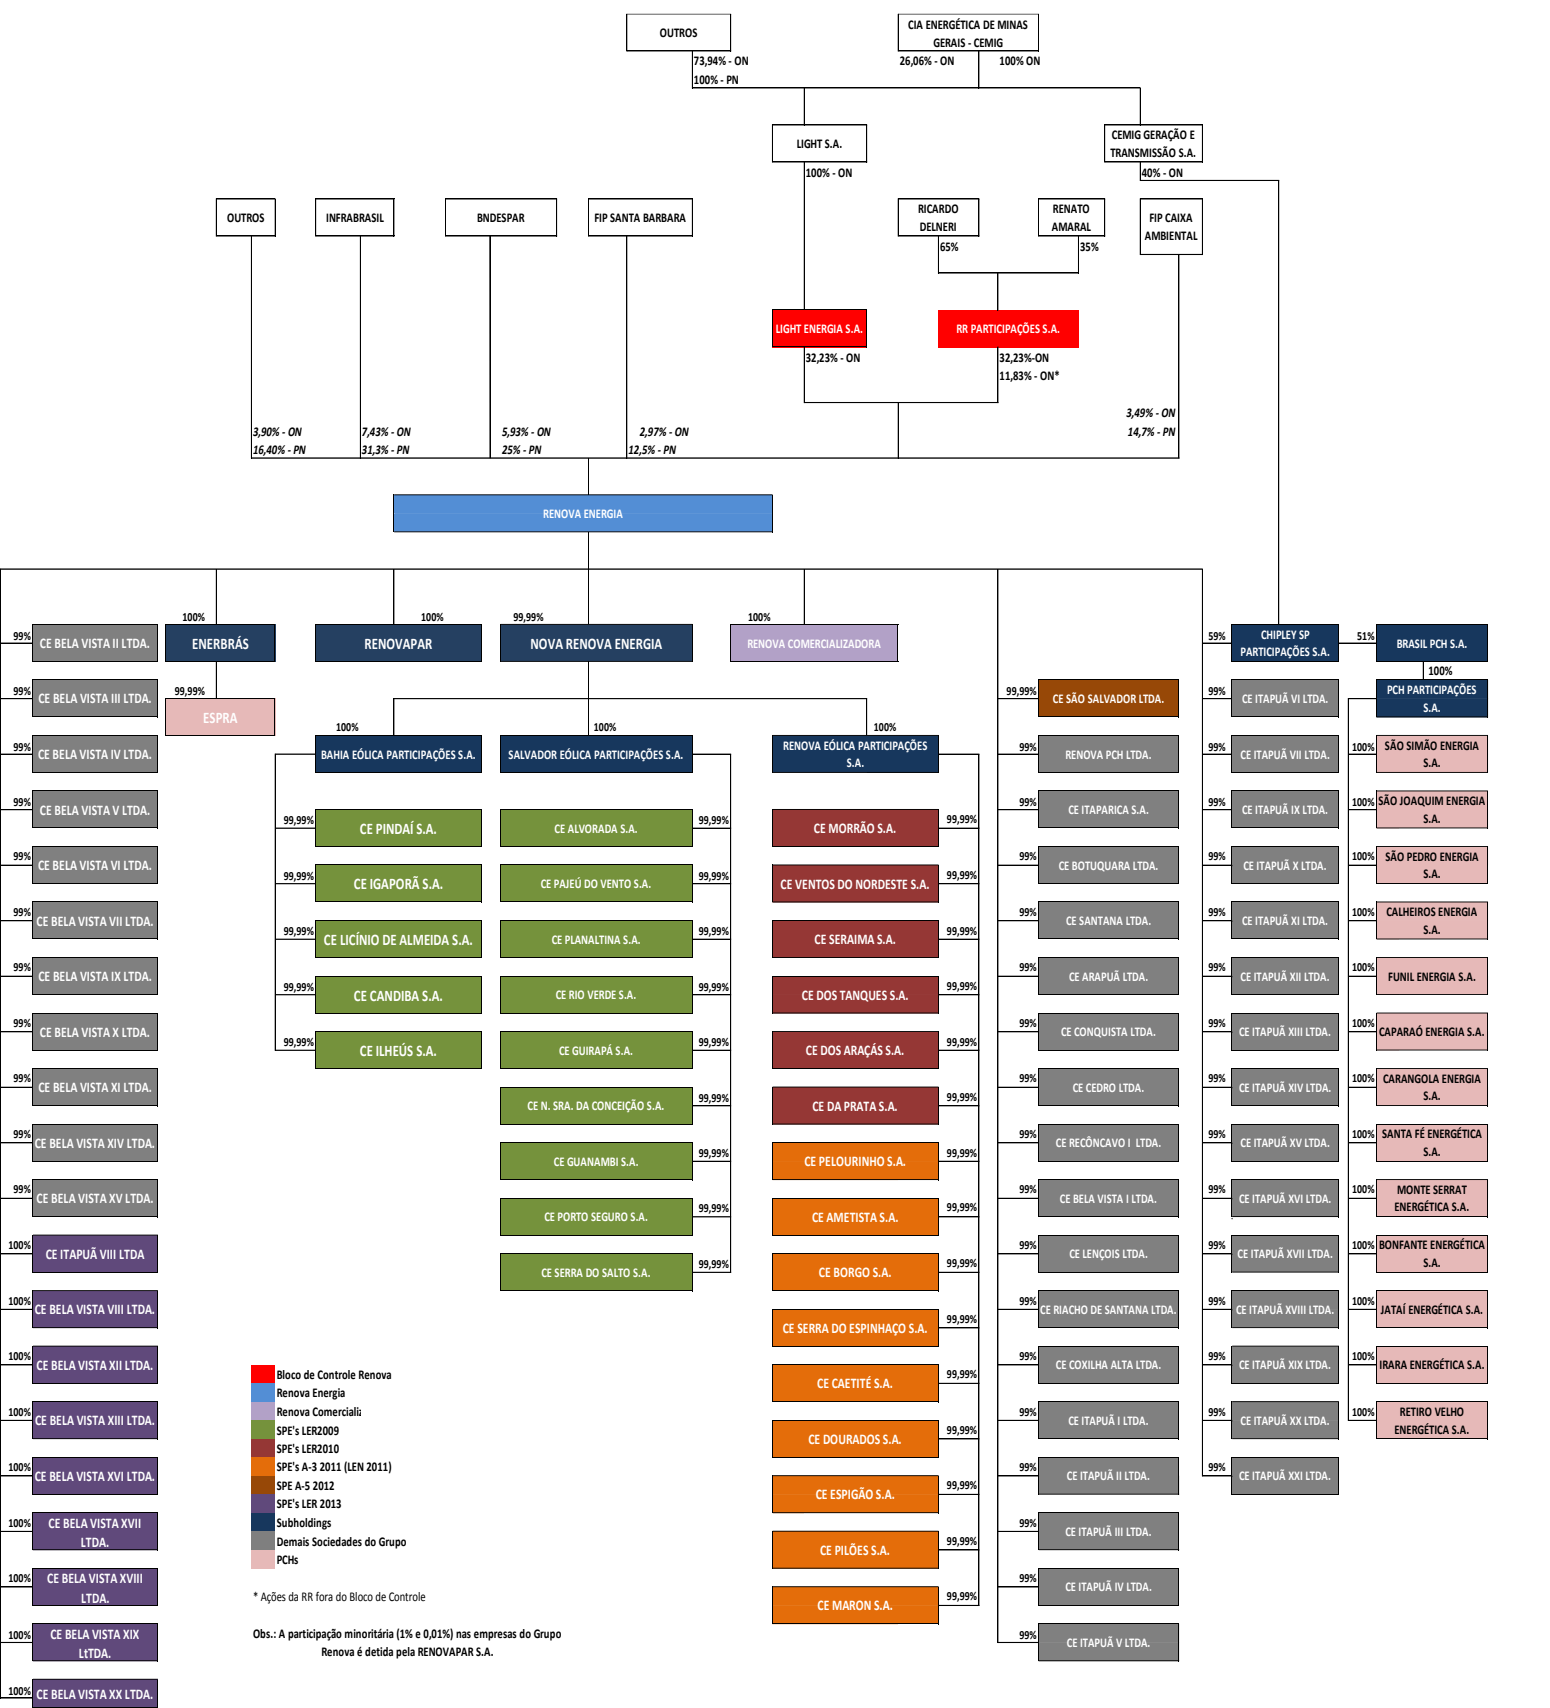 OUTROS
CIA ENERGÉTICA DE MINAS
GERAIS - CEMIG
73,94% - ON
100% - PN
26,06% - ON
100% ON
LIGHT S.A.
CEMIG GERAÇÃO E
TRANSMISSÃO S.A.
100% - ON
40% - ON
OUTROS
INFRABRASIL
BNDESPAR
FIP SANTA BARBARA
RICARDO
DELNERI
RENATO
AMARAL
FIP CAIXA
AMBIENTAL
65%
35%
LIGHT ENERGIA S.A.
RR PARTICIPAÇÕES S.A.
32,23% - ON
32,23%-ON
11,83% - ON*
3,90% - ON
16,40% - PN
7,43% - ON
31,3% - PN
5,93% - ON
25% - PN
2,97% - ON
12,5% - PN
3,49% - ON
14,7% - PN
RENOVA ENERGIA
99%
CE BELA VISTA II LTDA.
99%
CE BELA VISTA III LTDA.
99%
CE BELA VISTA IV LTDA.
99%
CE BELA VISTA V LTDA.
99%
CE BELA VISTA VI LTDA.
99%
CE BELA VISTA VII LTDA.
99%
CE BELA VISTA IX LTDA.
99%
CE BELA VISTA X LTDA.
99%
CE BELA VISTA XI LTDA.
99%
CE BELA VISTA XIV LTDA.
99%
CE BELA VISTA XV LTDA.
100%
CE ITAPUÃ VIII LTDA
100%
CE BELA VISTA VIII LTDA.
100%
CE BELA VISTA XII LTDA.
100%
CE BELA VISTA XIII LTDA.
100%
CE BELA VISTA XVI LTDA.
100%
CE BELA VISTA XVII
LTDA.
100%
CE BELA VISTA XVIII
LTDA.
100%
CE BELA VISTA XIX
LtTDA.
100%
CE BELA VISTA XX LTDA.
100%
ENERBRÁS
99,99%
ESPRA
100%
RENOVAPAR
99,99%
NOVA RENOVA ENERGIA
100%
RENOVA COMERCIALIZADORA
100%
BAHIA EÓLICA PARTICIPAÇÕES S.A.
99,99%
CE PINDAÍ S.A.
99,99%
CE IGAPORÃ S.A.
99,99%
CE LICÍNIO DE ALMEIDA S.A.
99,99%
CE CANDIBA S.A.
99,99%
CE ILHEÚS S.A.
100%
SALVADOR EÓLICA PARTICIPAÇÕES S.A.
CE ALVORADA S.A.
99,99%
CE PAJEÚ DO VENTO S.A.
99,99%
CE PLANALTINA S.A.
99,99%
CE RIO VERDE S.A.
99,99%
CE GUIRAPÁ S.A.
99,99%
CE N. SRA. DA CONCEIÇÃO S.A.
99,99%
CE GUANAMBI S.A.
99,99%
CE PORTO SEGURO S.A.
99,99%
CE SERRA DO SALTO S.A.
99,99%
100%
RENOVA EÓLICA PARTICIPAÇÕES
S.A.
CE MORRÃO S.A.
99,99%
CE VENTOS DO NORDESTE S.A.
99,99%
CE SERAIMA S.A.
99,99%
CE DOS TANQUES S.A.
99,99%
CE DOS ARAÇÁS S.A.
99,99%
CE DA PRATA S.A.
99,99%
CE PELOURINHO S.A.
99,99%
CE AMETISTA S.A.
99,99%
CE BORGO S.A.
99,99%
CE SERRA DO ESPINHAÇO S.A.
99,99%
CE CAETITÉ S.A.
99,99%
CE DOURADOS S.A.
99,99%
CE ESPIGÃO S.A.
99,99%
CE PILÕES S.A.
99,99%
CE MARON S.A.
99,99%
99,99%
CE SÃO SALVADOR LTDA.
99%
RENOVA PCH LTDA.
99%
CE ITAPARICA S.A.
99%
CE BOTUQUARA LTDA.
99%
CE SANTANA LTDA.
99%
CE ARAPUÃ LTDA.
99%
CE CONQUISTA LTDA.
99%
CE CEDRO LTDA.
99%
CE RECÔNCAVO I LTDA.
99%
CE BELA VISTA I LTDA.
99%
CE LENÇOIS LTDA.
99%
CE RIACHO DE SANTANA LTDA.
99%
CE COXILHA ALTA LTDA.
99%
CE ITAPUÃ I LTDA.
99%
CE ITAPUÃ II LTDA.
99%
CE ITAPUÃ III LTDA.
99%
CE ITAPUÃ IV LTDA.
99%
CE ITAPUÃ V LTDA.
59%
CHIPLEY SP
PARTICIPAÇÕES S.A.
99%
CE ITAPUÃ VI LTDA.
99%
CE ITAPUÃ VII LTDA.
99%
CE ITAPUÃ IX LTDA.
99%
CE ITAPUÃ X LTDA.
99%
CE ITAPUÃ XI LTDA.
99%
CE ITAPUÃ XII LTDA.
99%
CE ITAPUÃ XIII LTDA.
99%
CE ITAPUÃ XIV LTDA.
99%
CE ITAPUÃ XV LTDA.
99%
CE ITAPUÃ XVI LTDA.
99%
CE ITAPUÃ XVII LTDA.
99%
CE ITAPUÃ XVIII LTDA.
99%
CE ITAPUÃ XIX LTDA.
99%
CE ITAPUÃ XX LTDA.
99%
CE ITAPUÃ XXI LTDA.
51%
BRASIL PCH S.A.
100%
PCH PARTICIPAÇÕES
S.A.
100%
SÃO SIMÃO ENERGIA
S.A.
100%
SÃO JOAQUIM ENERGIA
S.A.
100%
SÃO PEDRO ENERGIA
S.A.
100%
CALHEIROS ENERGIA
S.A.
100%
FUNIL ENERGIA S.A.
100%
CAPARAÓ ENERGIA S.A.
100%
CARANGOLA ENERGIA
S.A.
100%
SANTA FÉ ENERGÉTICA
S.A.
100%
MONTE SERRAT
ENERGÉTICA S.A.
100%
BONFANTE ENERGÉTICA
S.A.
100%
JATAÍ ENERGÉTICA S.A.
100%
IRARA ENERGÉTICA S.A.
100%
RETIRO VELHO
ENERGÉTICA S.A.
Bloco de Controle Renova
Renova Energia
Renova Comercializ
SPE's LER2009
SPE's LER2010
SPE's A-3 2011 (LEN 2011)
SPE A-5 2012
SPE's LER 2013
Subholdings
Demais Sociedades do Grupo
PCHs
* Ações da RR fora do Bloco de Controle
Obs.: A participação minoritária (1% e 0,01%) nas empresas do Grupo
Renova é detida pela RENOVAPAR S.A.